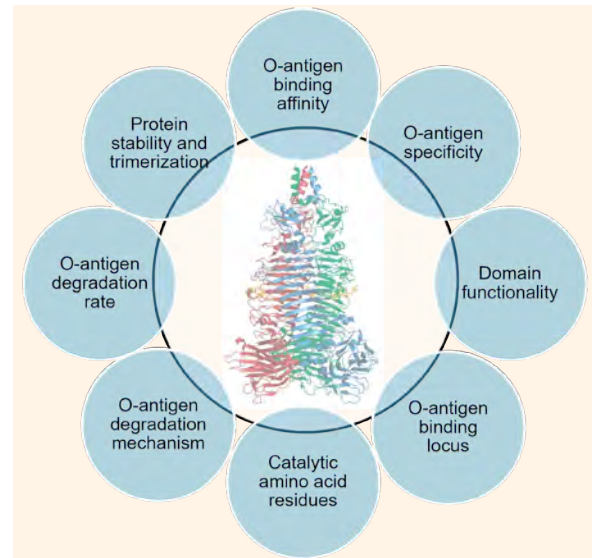 O-antigen
binding
affinity
O-antigen
specificity
Domain
functionality
O-antigen
binding
locus
Catalytic
amino acid
residues
O-antigen
degradation
mechanism
O-antigen
degradation
rate
Protein
stability and
trimerization